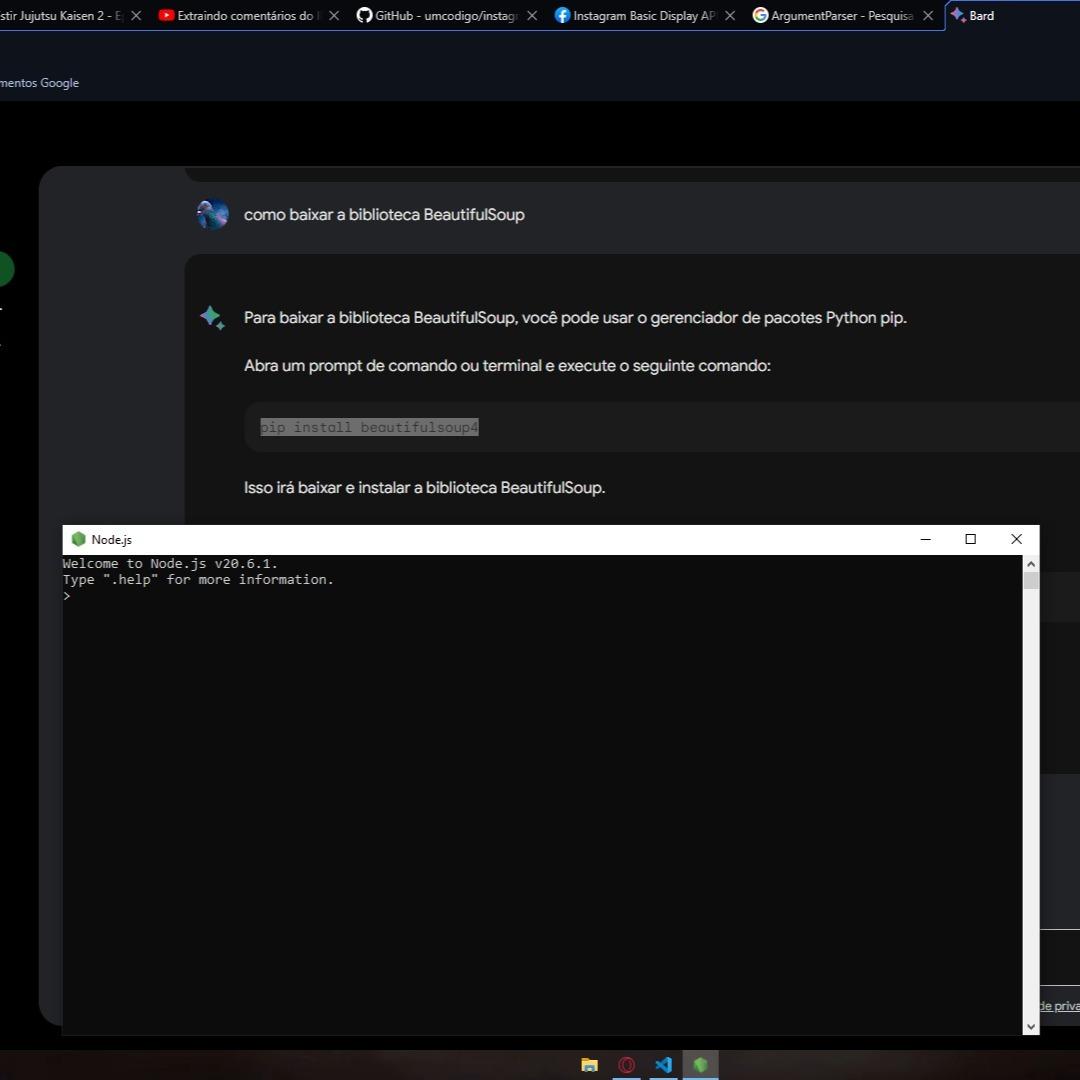 stir Jujutsu Kaisen 2 - E
Extraindo comentários do I
GitHub - umcodigo/instag
Instagram Basic Display AP
ArgumentParser - Pesquisa
Bard
mentos Google
como baixar a biblioteca BeautifulSoup
Para baixar a biblioteca BeautifulSoup, você pode usar o gerenciador de pacotes Python pip.
Abra um prompt de comando ou terminal e execute o seguinte comando:
pip install beautifulsoup4
Isso irá baixar e instalar a biblioteca BeautifulSoup.
Node.js
Welcome to Node.js v20.6.1.
Type ".help" for more information.
>
de priva